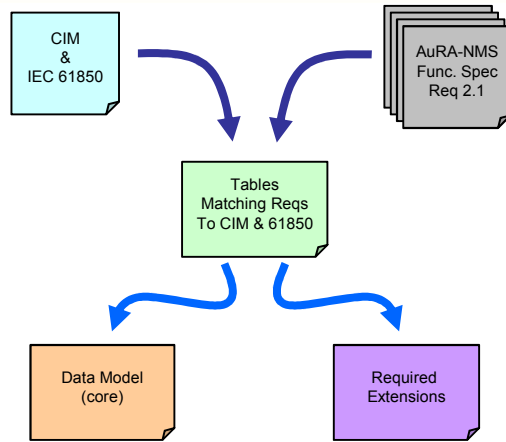 CIM
&
IEC 61850
AuRA-NMS
Func. Spec
Req 2.1
Tables
Matching Reqs
To CIM & 61850
Data Model
(core)
Required
Extensions